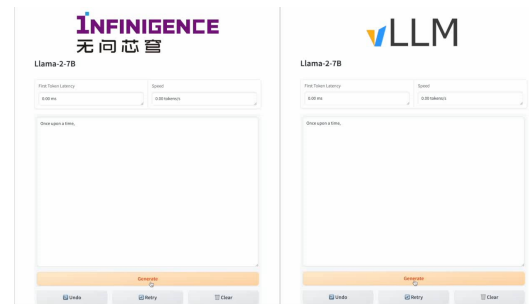 INFINIGENCE
无问芯穹
Llama-2-7B
First Token Latency
Speed
0.00 ms
0.00 tokens/s
Once upon a time,
Generate
Undo
Retry
Clear
vLLM
Llama-2-7B
First Token Latency
Speed
0.00 ms
0.00 tokens/s
Once upon a time,
Generate
Undo
Retry
Clear